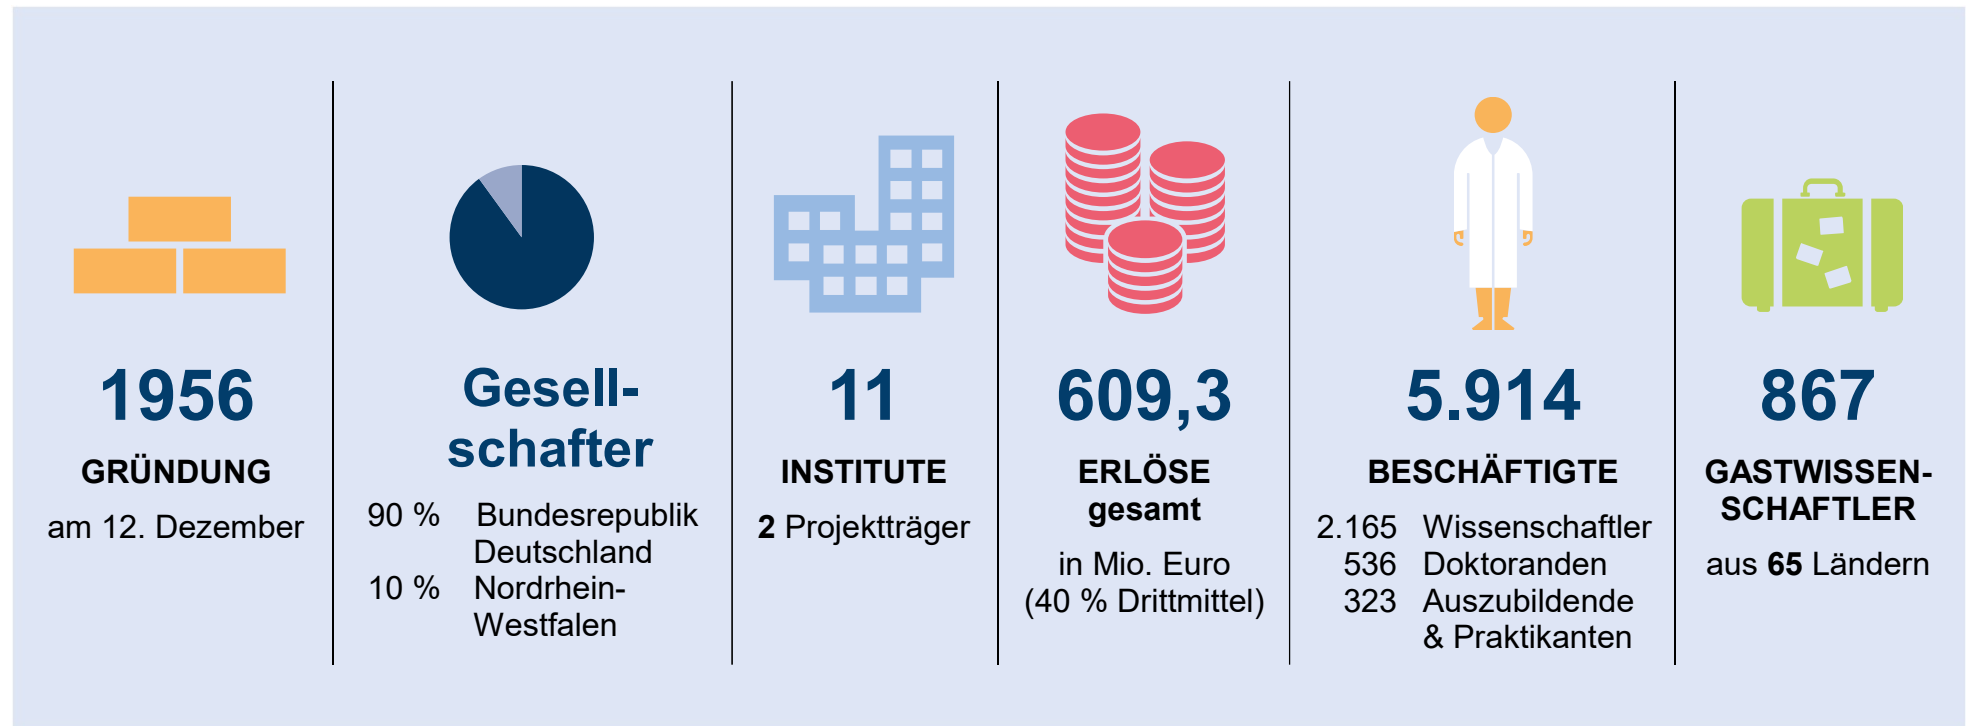 1956
GRÜNDUNG
am 12. Dezember
Gesell-
schafter
90 % Bundesrepublik
Deutschland
10 % Nordrhein-
Westfalen
11
INSTITUTE
2 Projektträger
609,3
ERLÖSE
gesamt
in Mio. Euro
(40 % Drittmittel)
5.914
BESCHÄFTIGTE
2.165 Wissenschaftler
536 Doktoranden
323 Auszubildende
& Praktikanten
867
GASTWISSEN-
SCHAFTLER
aus 65 Ländern